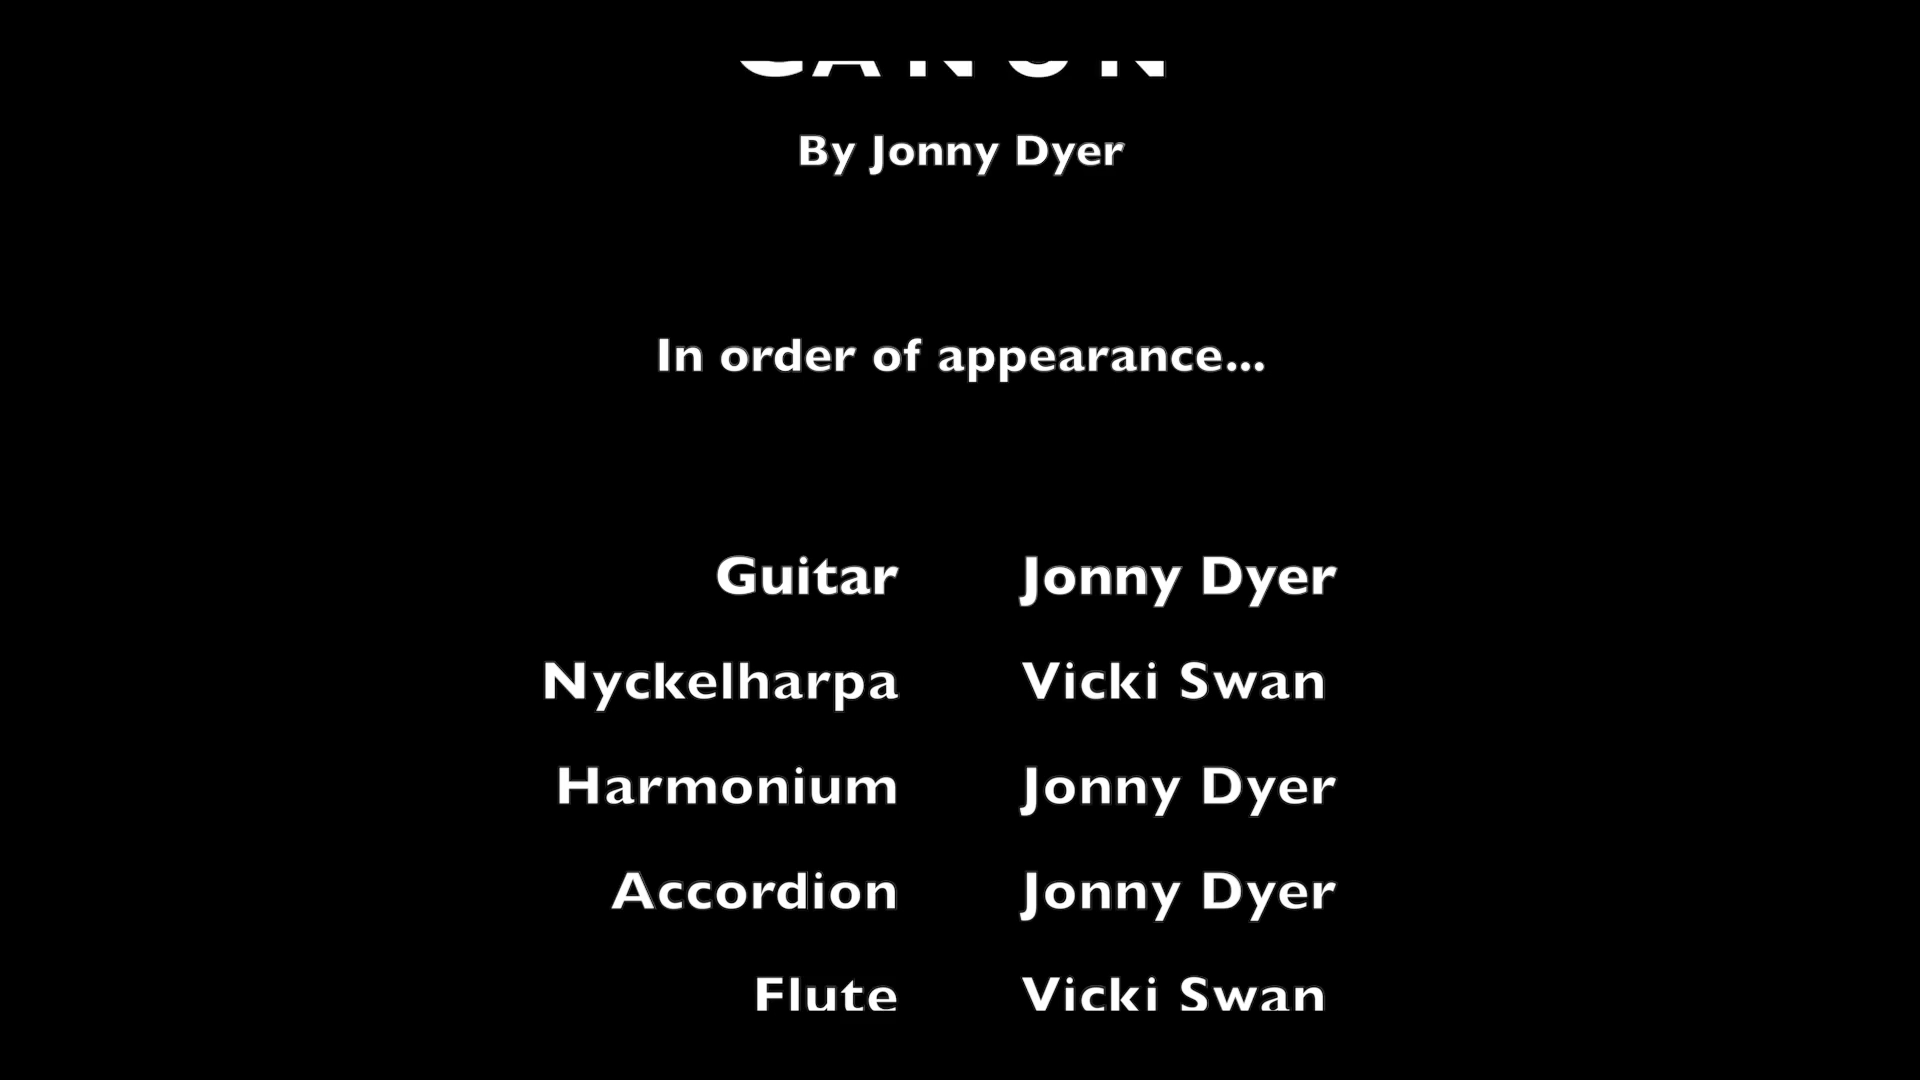 CANON
By Jonny Dyer
In order of appearance...
Guitar Jonny Dyer
Nyckelharpa Vicki Swan
Harmonium Jonny Dyer
Accordion Jonny Dyer
Flute Vicki Swan